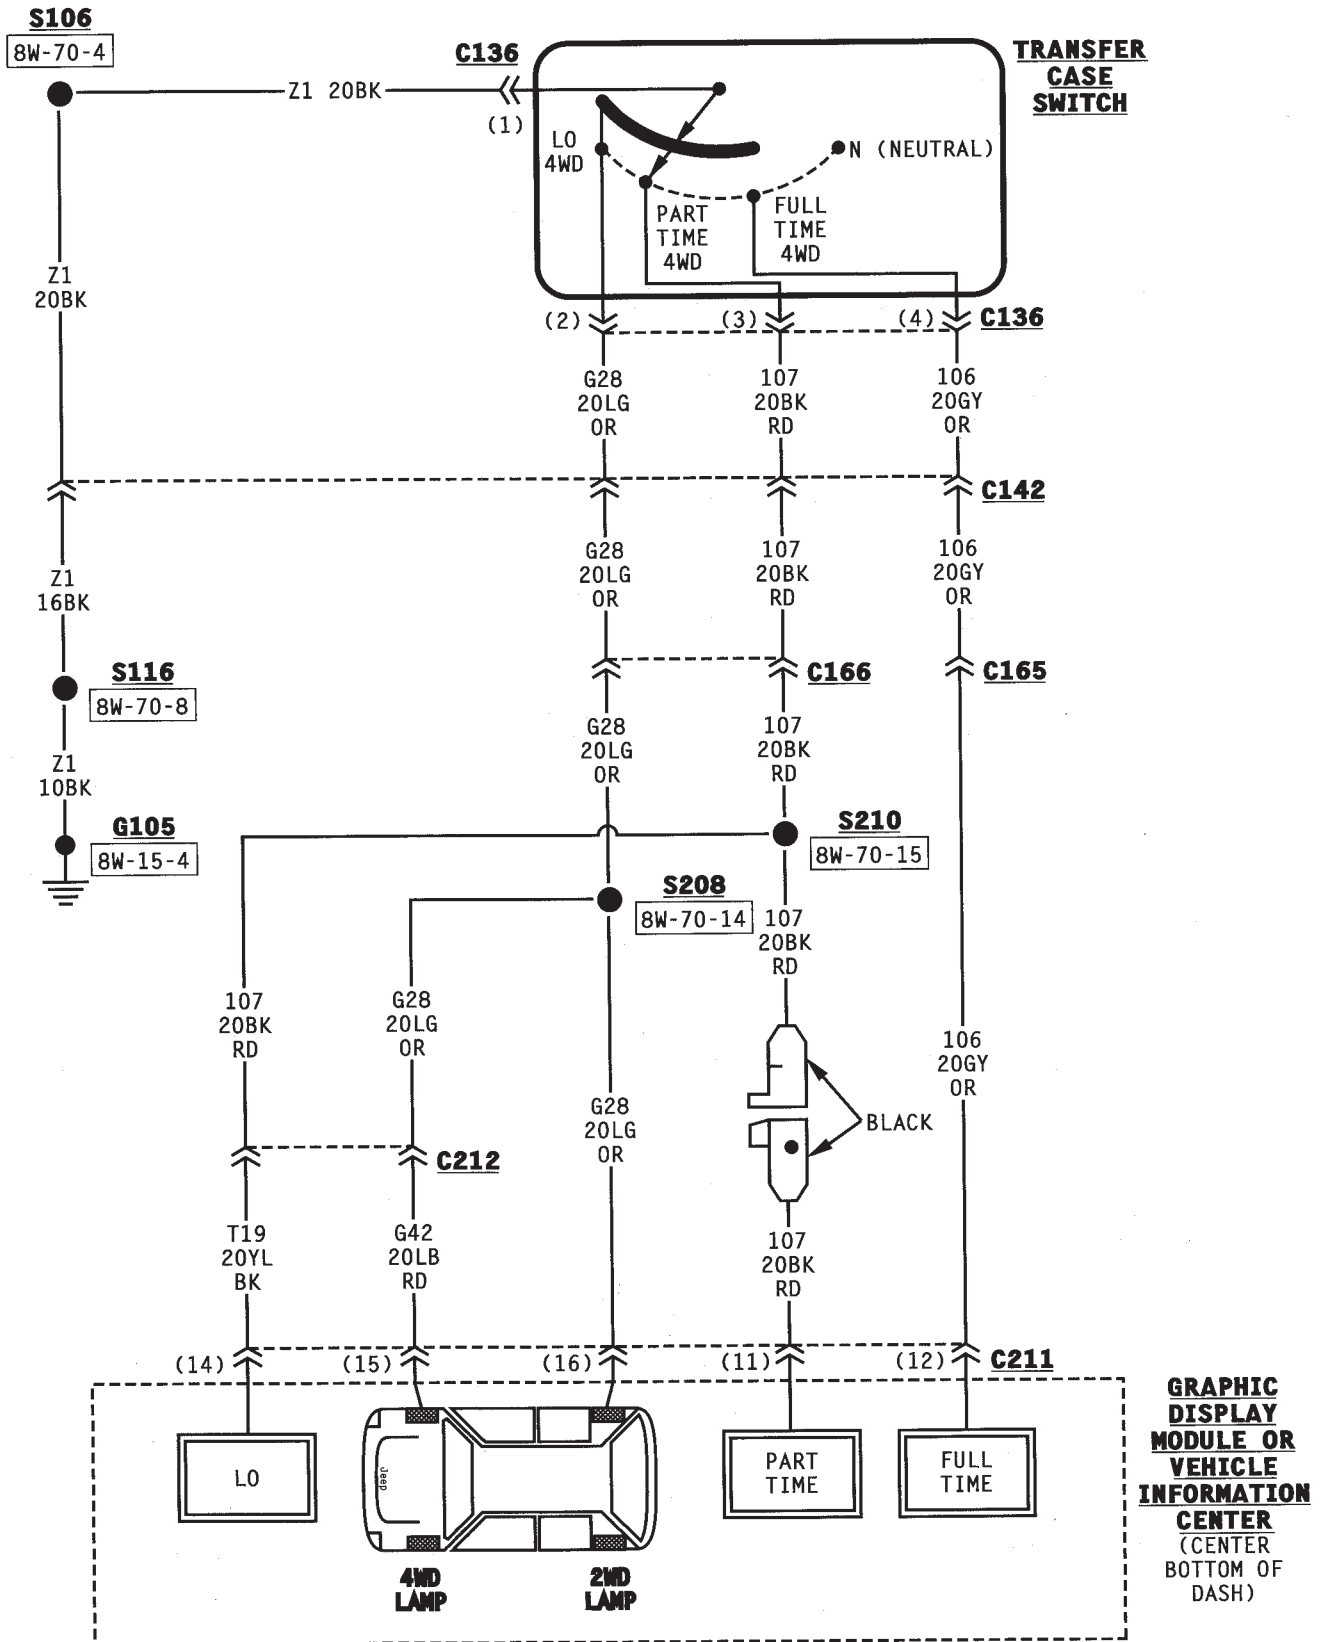 S106
8W-70-4
C136
TRANSFER
CASE
SWITCH
Z1 20BK
(1)
LO
4WD
N (NEUTRAL)
PART
TIME
4WD
FULL
TIME
4WD
Z1
20BK
(2)
(3)
(4)
C136
G28
20LG
OR
107
20BK
RD
106
20GY
OR
C142
G28
20LG
OR
107
20BK
RD
106
20GY
OR
Z1
16BK
S116
8W-70-8
C166
C165
G28
20LG
OR
107
20BK
RD
Z1
10BK
G105
8W-15-4
S210
8W-70-15
S208
8W-70-14
107
20BK
RD
107
20BK
RD
G28
20LG
OR
106
20GY
OR
G28
20LG
OR
BLACK
C212
T19
20YL
BK
G42
20LB
RD
107
20BK
RD
(14)
(15)
(16)
(11)
(12)
C211
GRAPHIC
DISPLAY
MODULE OR
VEHICLE
INFORMATION
CENTER
(CENTER
BOTTOM OF
DASH)
LO
Jeep
PART
TIME
FULL
TIME
4WD
LAMP
2WD
LAMP